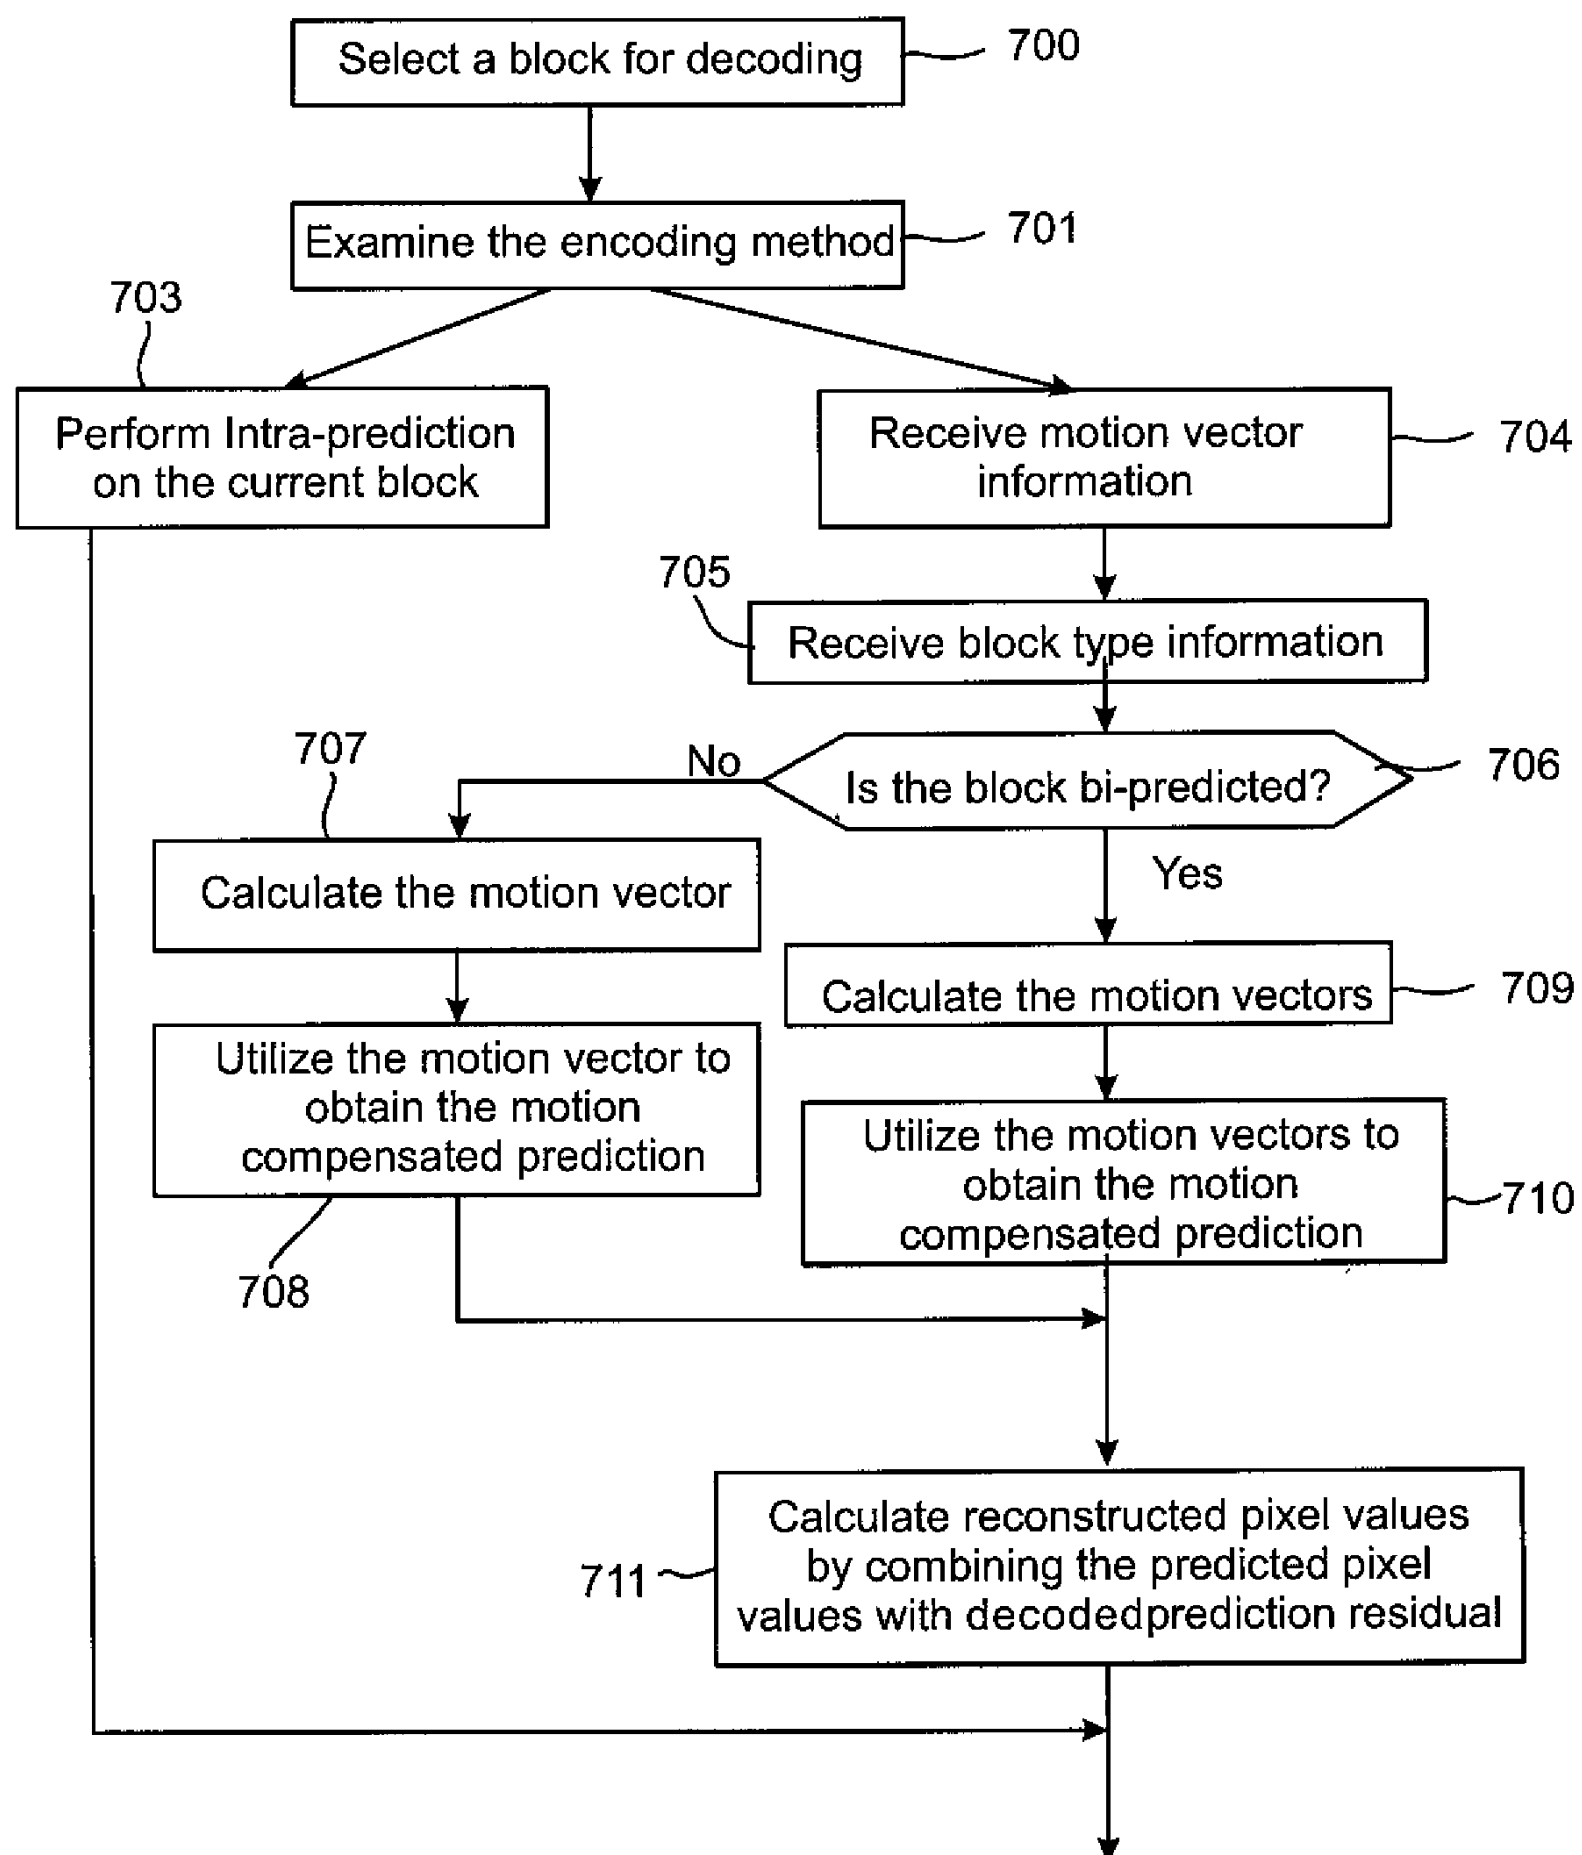 Select a block for decoding
700
Examine the encoding method
701
703
Perform Intra-prediction
on the current block
Receive motion vector
information
704
705
Receive block type information
707
No
Is the block bi-predicted?
706
Calculate the motion vector
Yes
Calculate the motion vectors
709
Utilize the motion vector to
obtain the motion
compensated prediction
708
Utilize the motion vectors to
obtain the motion
compensated prediction
710
Calculate reconstructed pixel values
by combining the predicted pixel
values with decodedprediction residual
711